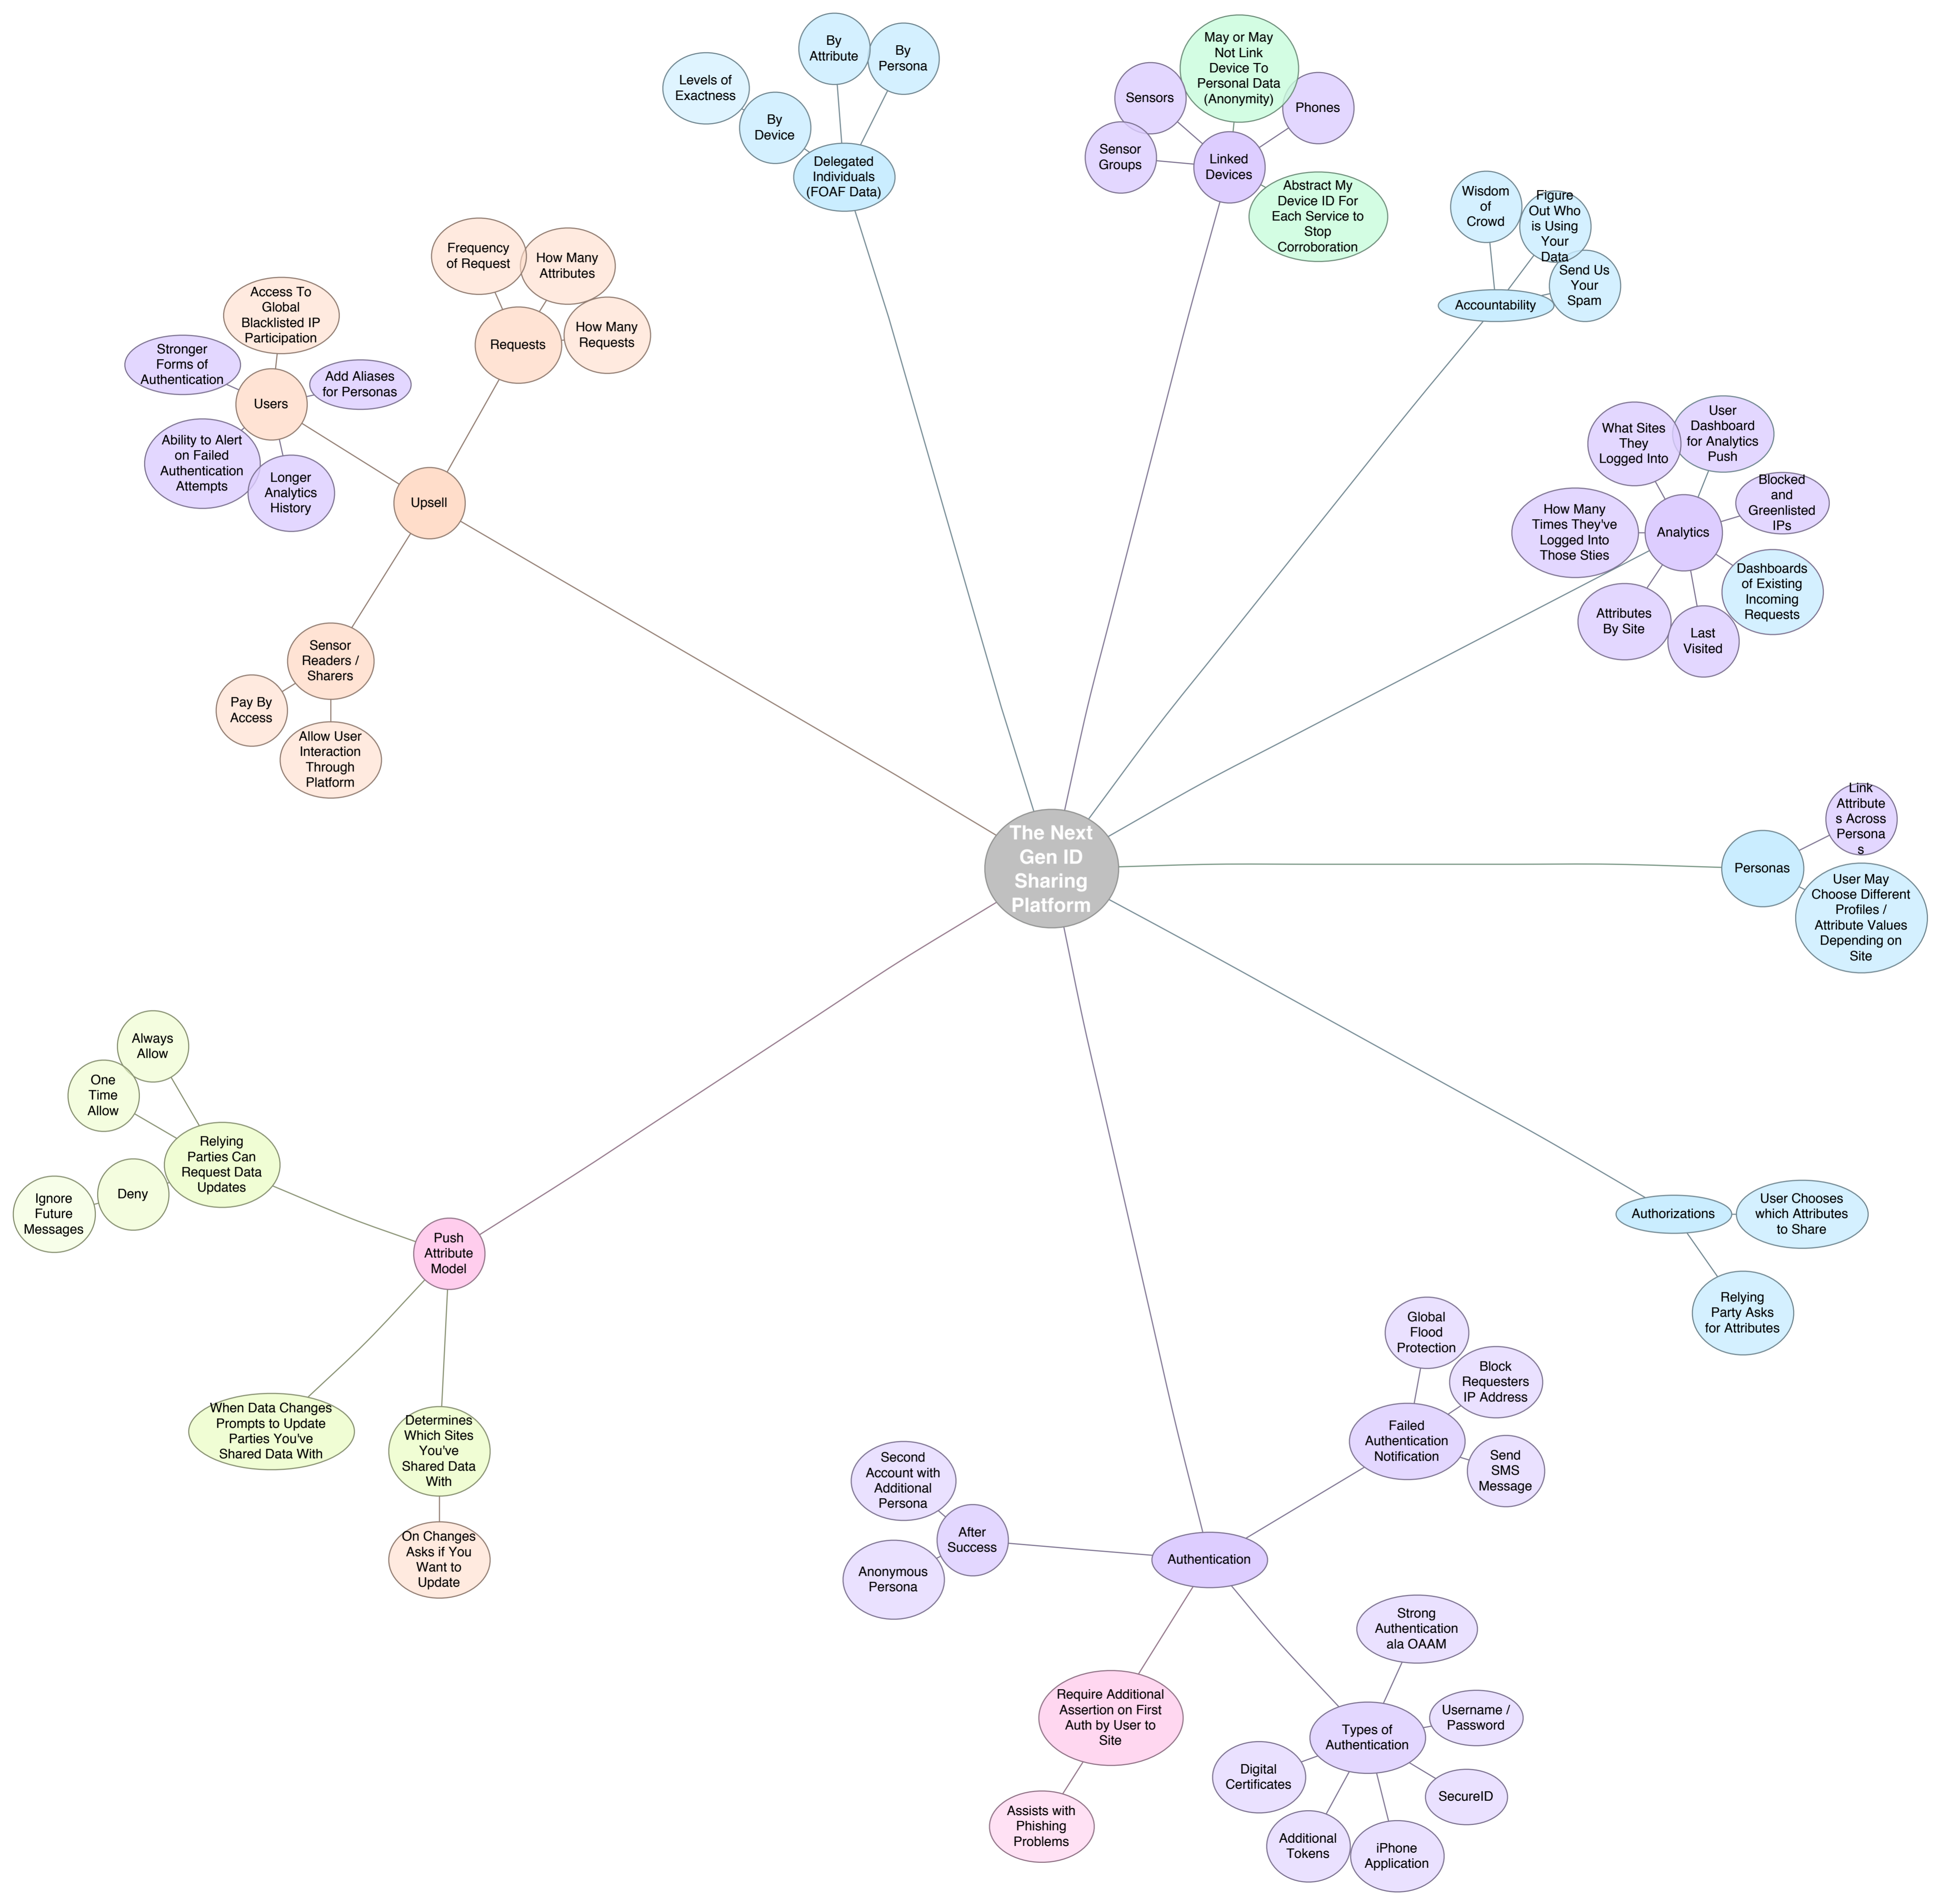 The Next
Gen ID
Sharing
Platform
Delegated
Individuals
(FOAF Data)
By
Attribute
By
Persona
By
Device
Levels of
Exactness
Linked
Devices
Sensors
Sensor
Groups
May or May
Not Link
Device To
Personal Data
(Anonymity)
Phones
Abstract My
Device ID For
Each Service to
Stop
Corroboration
Accountability
Wisdom
of
Crowd
Figure
Out Who
is Using
Your
Data
Send Us
Your
Spam
Analytics
What Sites
They
Logged Into
User
Dashboard
for Analytics
Push
Blocked
and
Greenlisted
IPs
Dashboards
of Existing
Incoming
Requests
Last
Visited
Attributes
By Site
How Many
Times They've
Logged Into
Those Sties
Personas
Link
Attribute
s Across
Persona
s
User May
Choose Different
Profiles /
Attribute Values
Depending on
Site
Authorizations
User Chooses
which Attributes
to Share
Relying
Party Asks
for Attributes
Authentication
Failed
Authentication
Notification
Global
Flood
Protection
Block
Requesters
IP Address
Send
SMS
Message
Types of
Authentication
Strong
Authentication
ala OAAM
Username /
Password
SecureID
iPhone
Application
Additional
Tokens
Digital
Certificates
Require Additional
Assertion on First
Auth by User to
Site
Assists with
Phishing
Problems
After
Success
Second
Account with
Additional
Persona
Anonymous
Persona
Push
Attribute
Model
Relying
Parties Can
Request Data
Updates
Always
Allow
One
Time
Allow
Deny
Ignore
Future
Messages
When Data Changes
Prompts to Update
Parties You've
Shared Data With
Determines
Which Sites
You've
Shared Data
With
On Changes
Asks if You
Want to
Update
Upsell
Requests
Frequency
of Request
How Many
Attributes
How Many
Requests
Users
Access To
Global
Blacklisted IP
Participation
Stronger
Forms of
Authentication
Add Aliases
for Personas
Ability to Alert
on Failed
Authentication
Attempts
Longer
Analytics
History
Sensor
Readers /
Sharers
Pay By
Access
Allow User
Interaction
Through
Platform